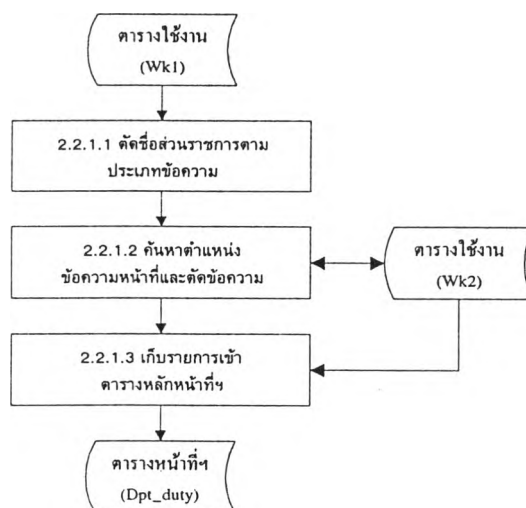 ตารางใช้งาน
(Wk1)
2.2.1.1 ตัดชื่อส่วนราชการตาม
ประเภทข้อความ
2.2.1.2 ค้นหาตำแหน่ง
ข้อความหน้าที่และตัดข้อความ
ตารางใช้งาน
(Wk2)
2.2.1.3 เก็บรายการเข้า
ตารางหลักหน้าที่ฯ
ตารางหน้าที่ฯ
(Dpt_duty)